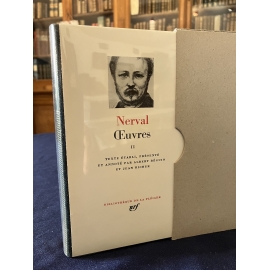 Nerval
Œuvres
II
TEXTE ÉTABLI, PRÉSENTÉ
ET ANNOTÉ PAR ALBERT BÉGUIN
ET JEAN RICHER
BIBLIOTHÈQUE DE LA PLÉIADE
nrf